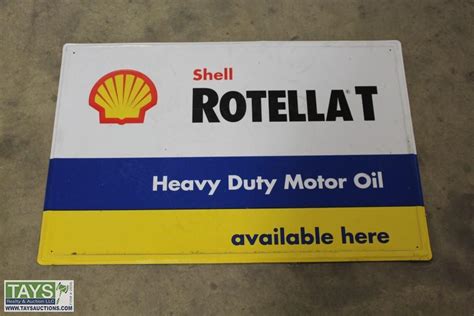 Shell
ROTELLA T
Heavy Duty Motor Oil
available here
TAYS
Realty & Auction LLC
WWW.TAYSAUCTIONS.COM